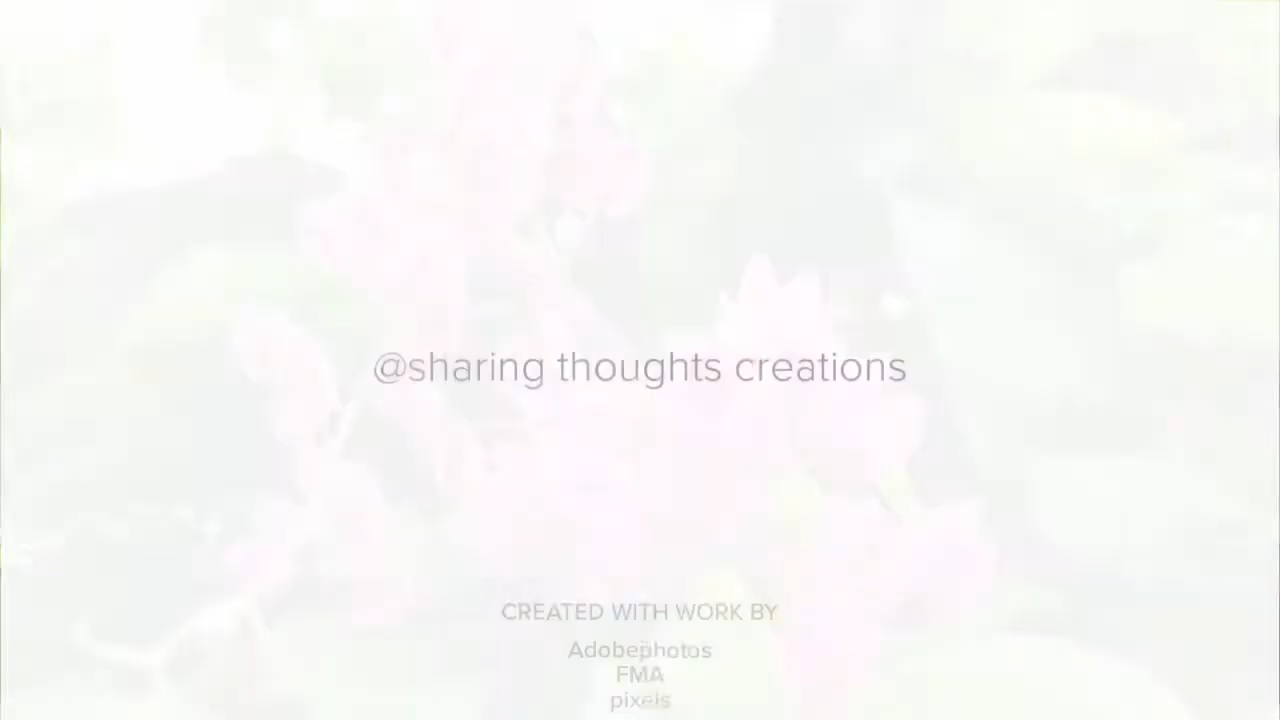 @sharing thoughts creations
CREATED WITH WORK BY
Adobephotos
FMA
pixels